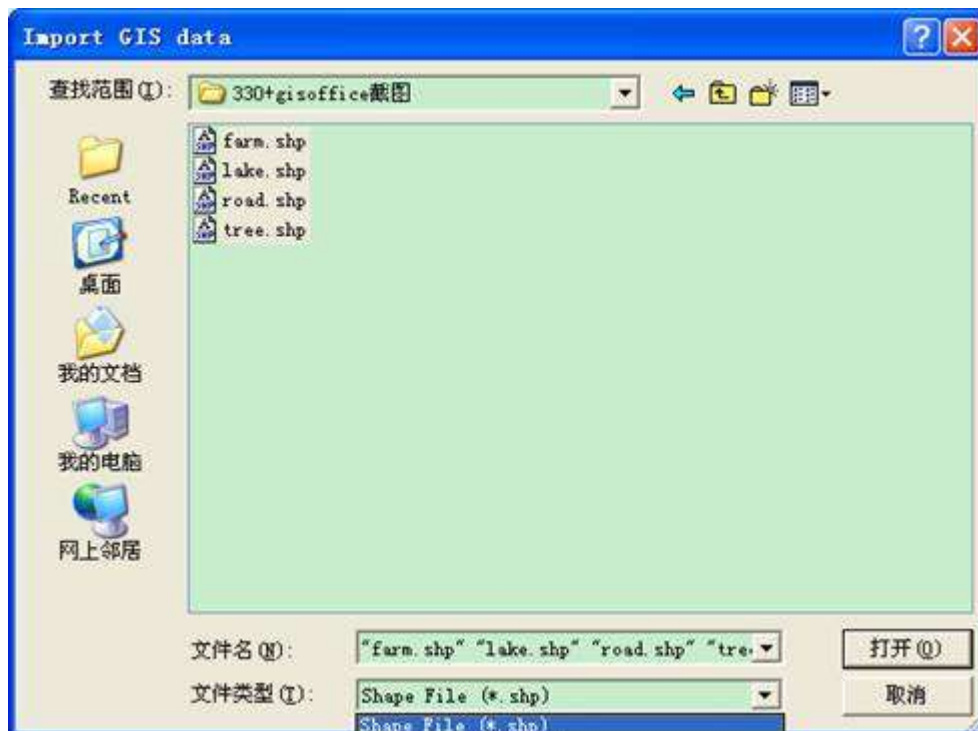 Import GIS data
查找范围(I):
330+gisoffice截图
farm.shp
lake.shp
road.shp
tree.shp
Recent
桌面
我的文档
我的电脑
网上邻居
文件名(N):
"farm.shp" "lake.shp" "road.shp" "tre
打开(O)
文件类型(T):
Shape File (*.shp)
取消
Shape File (*.shp)